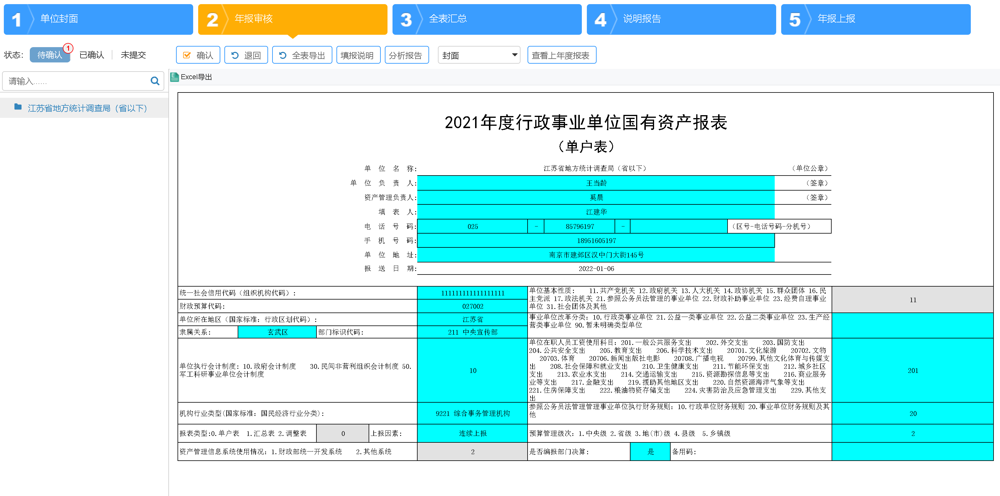 1 单位封面
2 年报审核
3 全表汇总
4 说明报告
5 年报上报
状态: 待确认 1 已确认 未提交
确认 退回 全表导出 填报说明 分析报告 封面 查看上年度报表
请输入......
Excel导出
江苏省地方统计调查局（省以下）
2021年度行政事业单位国有资产报表
（单户表）
单 位 名 称: 江苏省地方统计调查局（省以下） （单位公章）
单 位 负 责 人: 王当龄 （签章）
资产管理负责人: 奚晨 （签章）
填 表 人: 江建华
电 话 号 码: 025 - 85796197 - （区号-电话号码-分机号）
手 机 号 码: 18951605197
单 位 地 址: 南京市建邺区汉中门大街145号
报 送 日 期: 2022-01-06
统一社会信用代码（组织机构代码）: 111111111111111111
财政预算代码: 027002
单位基本性质: 11.共产党机关 12.政府机关 13.人大机关 14.政协机关 15.群众团体 16.民
主党派 17.政法机关 21.参照公务员法管理的事业单位 22.财政补助事业单位 23.经费自理事业
单位 31.社会团体及其他
11
单位所在地区（国家标准: 行政区划代码）: 江苏省
隶属关系: 玄武区 部门标识代码: 211 中央宣传部
事业单位改革分类: 10.行政类事业单位 21.公益一类事业单位 22.公益二类事业单位 23.生产经
营类事业单位 90.暂未明确类型单位
单位执行会计制度: 10.政府会计制度 30.民间非营利组织会计制度 50.
军工科研事业单位会计制度
10
单位在职人员工资使用科目: 201.一般公共服务支出 202.外交支出 203.国防支出
204.公共安全支出 205.教育支出 206.科学技术支出 20701.文化旅游 20702.文物
20703.体育 20706.新闻出版社电影 20708.广播电视 20799.其他文化体育与传媒支
出 208.社会保障和就业支出 210.卫生健康支出 211.节能环保支出 212.城乡社区
支出 213.农业水支出 214.交通运输支出 215.资源勘探信息等支出 216.商业服务
业等支出 217.金融支出 219.援助其他地区支出 220.自然资源海洋气象等支出
221.住房保障支出 222.粮油物资存储支出 224.灾害防治及应急管理支出 229.其他支
出
201
机构行业类型(国家标准: 国民经济行业分类): 9221 综合事务管理机构
参照公务员法管理管理事业单位执行财务规则: 10.行政单位财务规则 20.事业单位财务规则及其
他
20
报表类型:0.单户表 1.汇总表 2.调整表 0 上报因素: 连续上报 预算管理级次: 1.中央级 2.省级 3.地(市)级 4.县级 5.乡镇级 2
资产管理信息系统使用情况: 1.财政部统一开发系统 2.其他系统 2 是否编报部门决算: 是 备用码: